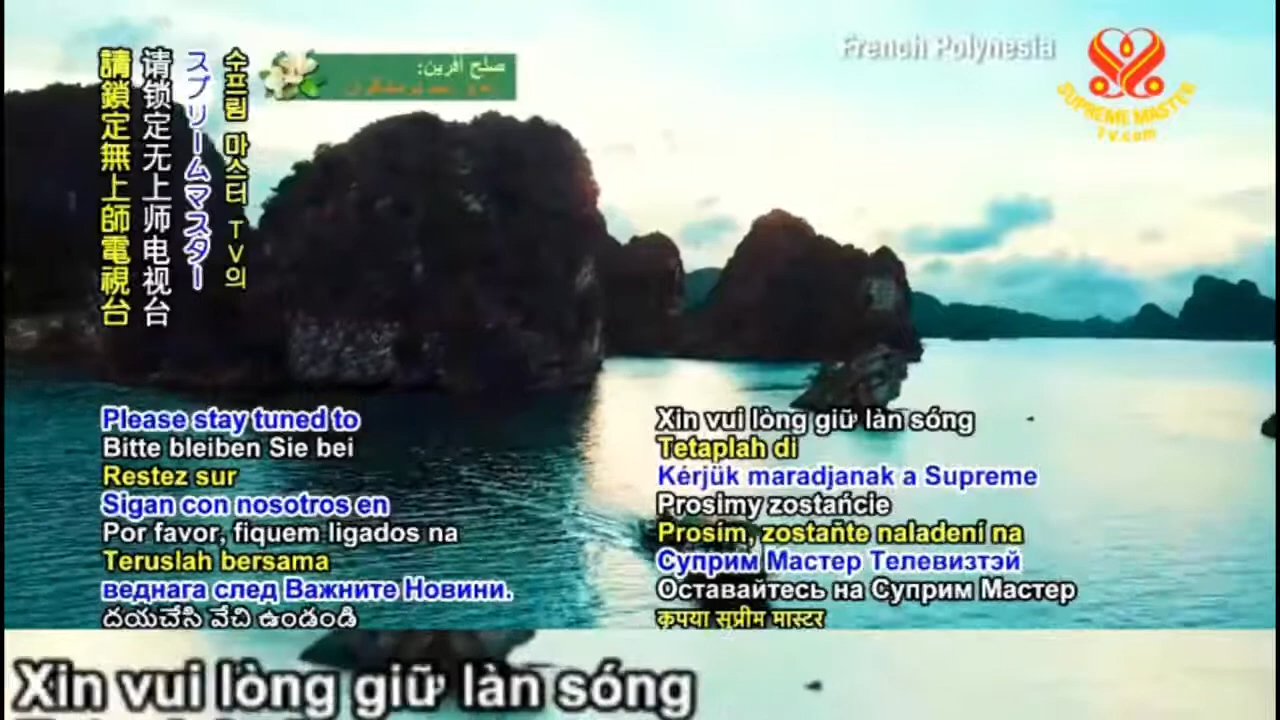 請鎖定無上師電視台
请锁定无上师电视台
スプリームマスター
수프림 마스터 TV의
صلح آفرین:
French Polynesia
SUPREME MASTER
TV.com
Please stay tuned to
Bitte bleiben Sie bei
Restez sur
Sigan con nosotros en
Por favor, fiquem ligados na
Teruslah bersama
веднага след Важните Новини.
దయచేసి వేచి ఉండండి
Xin vui lòng giữ làn sóng
Tetaplah di
Kérjük maradjanak a Supreme
Prosimy zostańcie
Prosím, zostaňte naladení na
Суприм Мастер Телевизтэй
Оставайтесь на Суприм Мастер
कृपया सुप्रीम मास्टर
Xin vui lòng giữ làn sóng